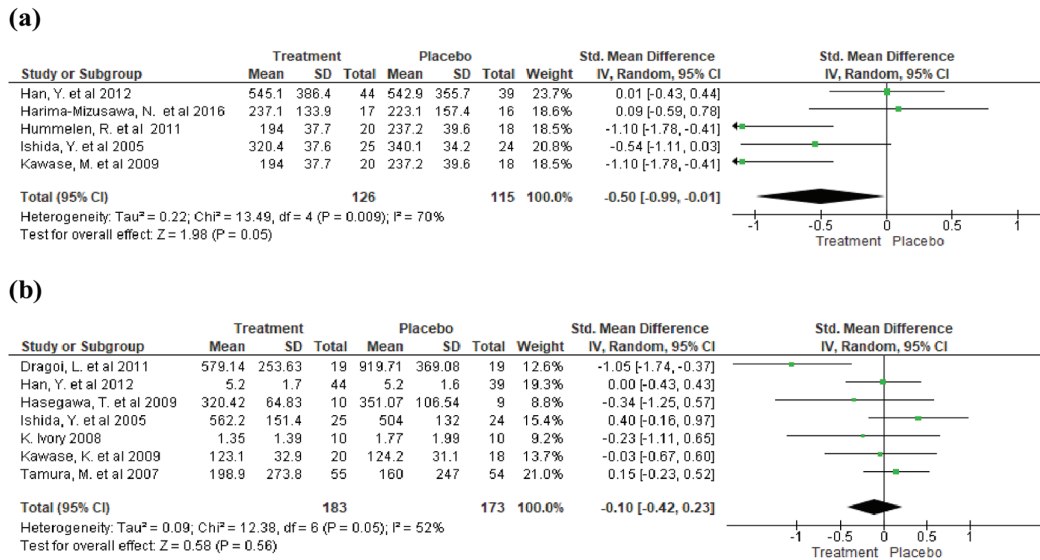 (a)
Treatment Placebo Std. Mean Difference Std. Mean Difference
Study or Subgroup Mean SD Total Mean SD Total Weight IV, Random, 95% CI IV, Random, 95% CI
Han, Y. et al 2012 545.1 386.4 44 542.9 355.7 39 23.7% 0.01 [-0.43, 0.44]
Harima-Mizusawa, N. et al 2016 237.1 133.9 17 223.1 157.4 16 18.5% 0.09 [-0.59, 0.78]
Hummelen, R. et al 2011 194 37.7 20 237.2 39.6 18 18.5% -1.10 [-1.78, -0.41]
Ishida, Y. et al 2005 320.4 37.6 25 340.1 34.2 24 20.8% -0.54 [-1.11, 0.03]
Kawase, M. et al 2009 194 37.7 20 237.2 39.6 18 18.5% -1.10 [-1.78, -0.41]
Total (95% CI) 126 115 100.0% -0.50 [-0.99, -0.01]
Heterogeneity: Tau² = 0.22; Chi² = 13.49, df = 4 (P = 0.009); I² = 70%
Test for overall effect: Z = 1.98 (P = 0.05)
-1 -0.5 0 0.5 1
Treatment Placebo
(b)
Treatment Placebo Std. Mean Difference Std. Mean Difference
Study or Subgroup Mean SD Total Mean SD Total Weight IV, Random, 95% CI IV, Random, 95% CI
Dragoi, L. et al 2011 579.14 253.63 19 919.71 369.08 19 12.6% -1.05 [-1.74, -0.37]
Han, Y. et al 2012 5.2 1.7 44 5.2 1.6 39 19.3% 0.00 [-0.43, 0.43]
Hasegawa, T. et al 2009 320.42 64.83 10 351.07 106.54 9 8.8% -0.34 [-1.25, 0.57]
Ishida, Y. et al 2005 562.2 151.4 25 504 132 24 15.4% 0.40 [-0.16, 0.97]
K. Ivory 2008 1.35 1.39 10 1.77 1.99 10 9.2% -0.23 [-1.11, 0.65]
Kawase, K. et al 2009 123.1 32.9 20 124.2 31.1 18 13.7% -0.03 [-0.67, 0.60]
Tamura, M. et al 2007 198.9 273.8 55 160 247 54 21.0% 0.15 [-0.23, 0.52]
Total (95% CI) 183 173 100.0% -0.10 [-0.42, 0.23]
Heterogeneity: Tau² = 0.09; Chi² = 12.38, df = 6 (P = 0.05); I² = 52%
Test for overall effect: Z = 0.58 (P = 0.56)
-1 -0.5 0 0.5 1
Treatment Placebo